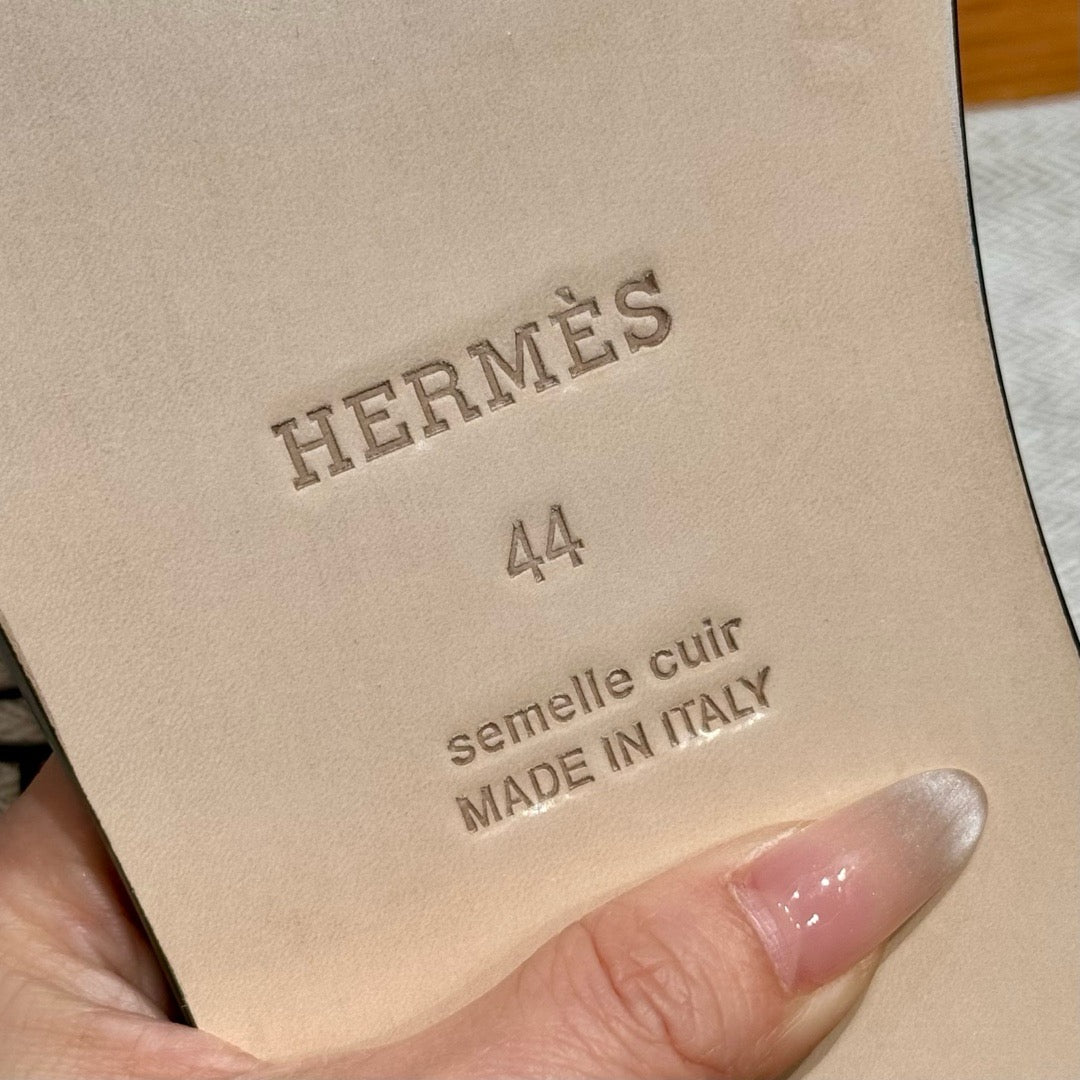 HERMÈS
44
semelle cuir
MADE IN ITALY